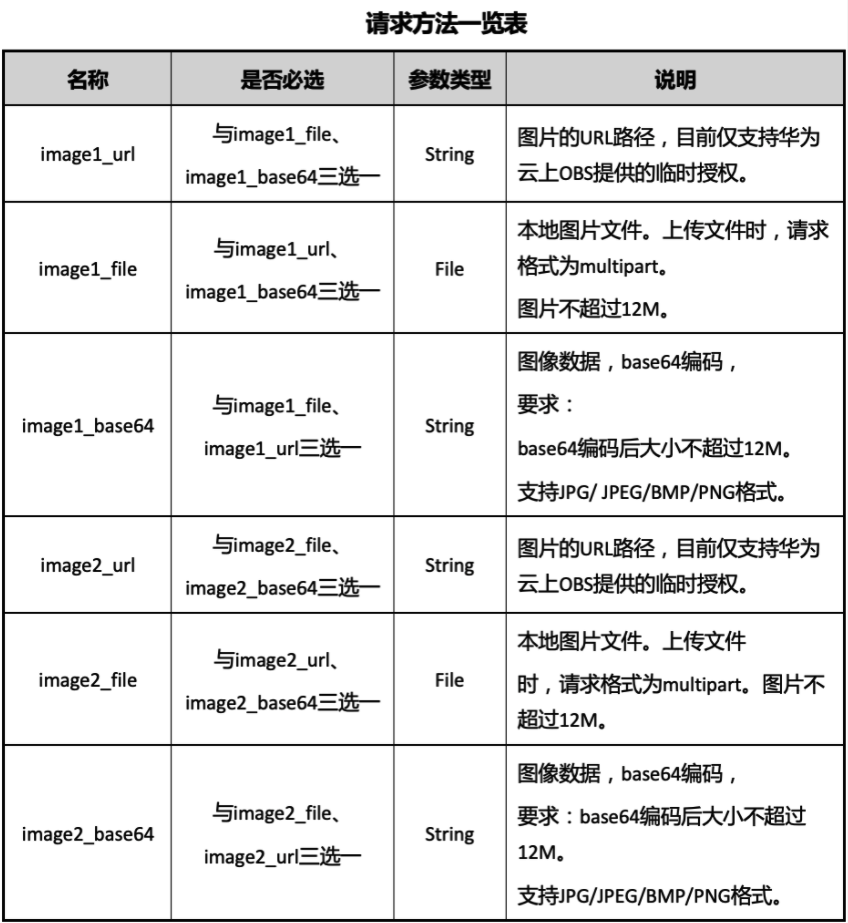 请求方法一览表
名称 是否必选 参数类型 说明
image1_url 与image1_file、
image1_base64三选一 String 图片的URL路径，目前仅支持华为
云上OBS提供的临时授权。
image1_file 与image1_url、
image1_base64三选一 File 本地图片文件。上传文件时，请求
格式为multipart。
图片不超过12M。
image1_base64 与image1_file、
image1_url三选一 String 图像数据，base64编码，
要求：
base64编码后大小不超过12M。
支持JPG/ JPEG/BMP/PNG格式。
image2_url 与image2_file、
image2_base64三选一 String 图片的URL路径，目前仅支持华为
云上OBS提供的临时授权。
image2_file 与image2_url、
image2_base64三选一 File 本地图片文件。上传文件
时，请求格式为multipart。图片不
超过12M。
image2_base64 与image2_file、
image2_url三选一 String 图像数据，base64编码，
要求：base64编码后大小不超过
12M。
支持JPG/JPEG/BMP/PNG格式。